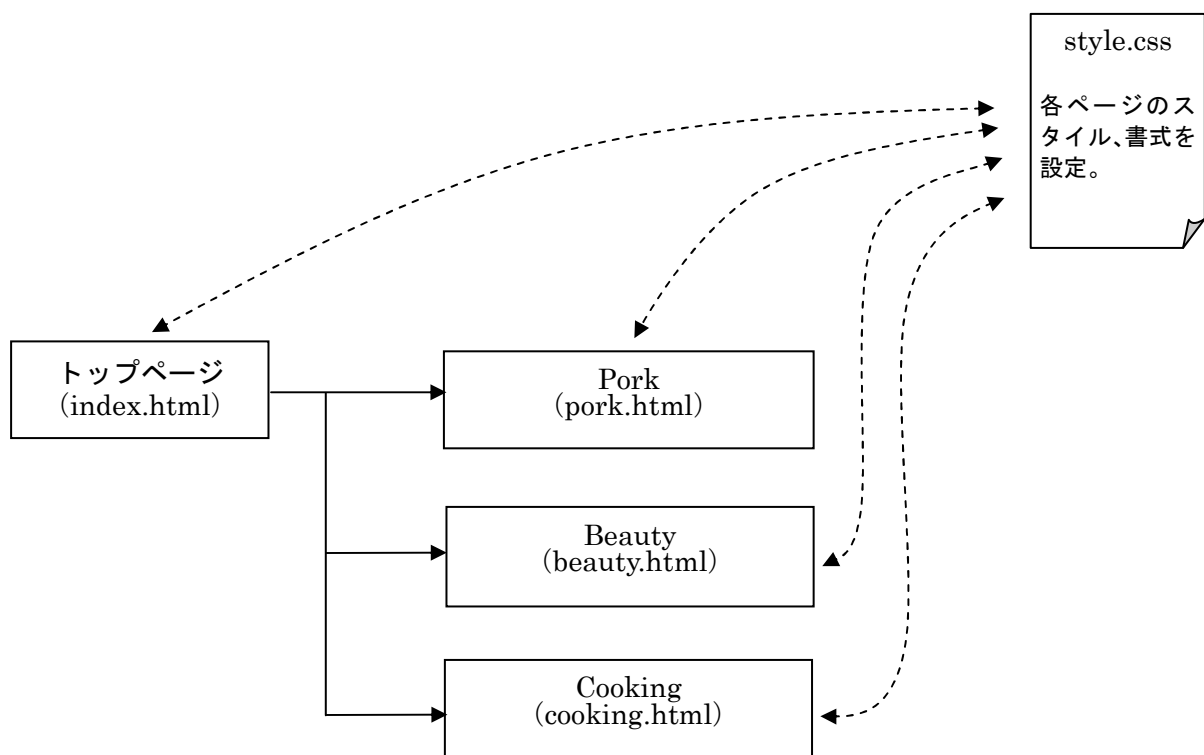 style.css
各ページのス
タイル、書式を
設定。
トップページ
(index.html)
Pork
(pork.html)
Beauty
(beauty.html)
Cooking
(cooking.html)